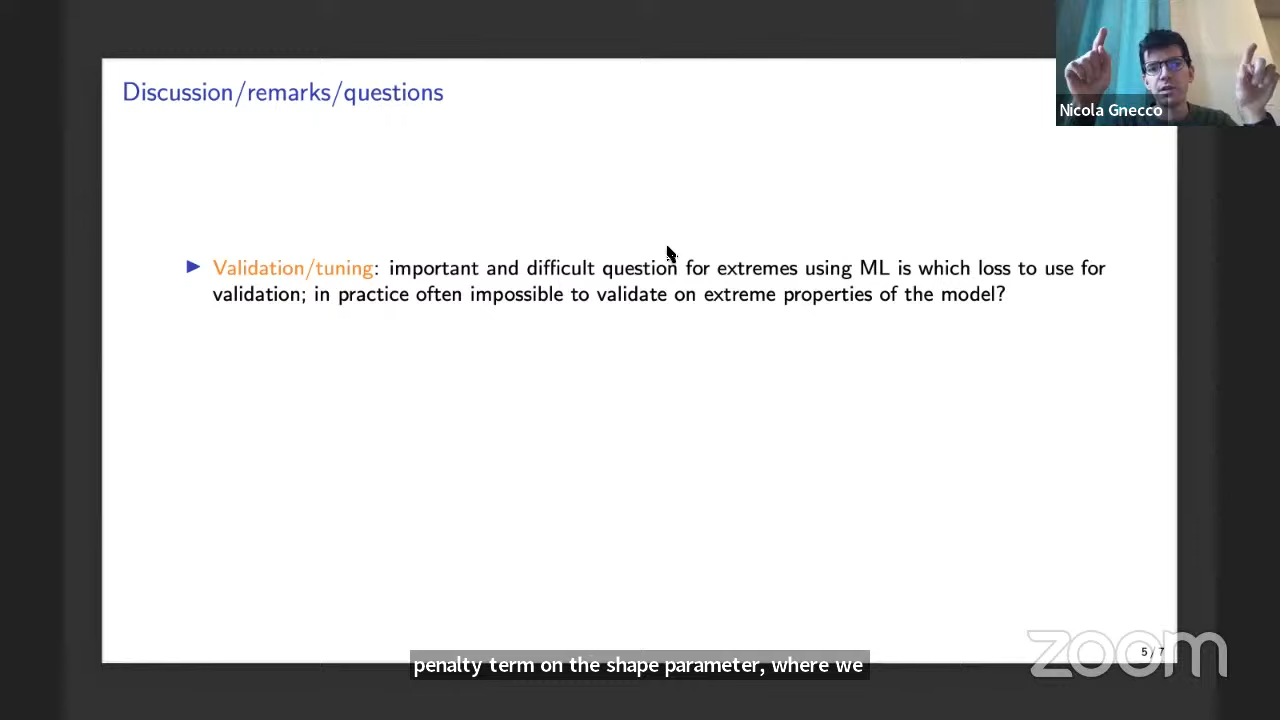 Discussion/remarks/questions
Nicola Gnecco
▶ Validation/tuning: important and difficult question for extremes using ML is which loss to use for
validation; in practice often impossible to validate on extreme properties of the model?
penalty term on the shape parameter, where we
zoom
5 / 7